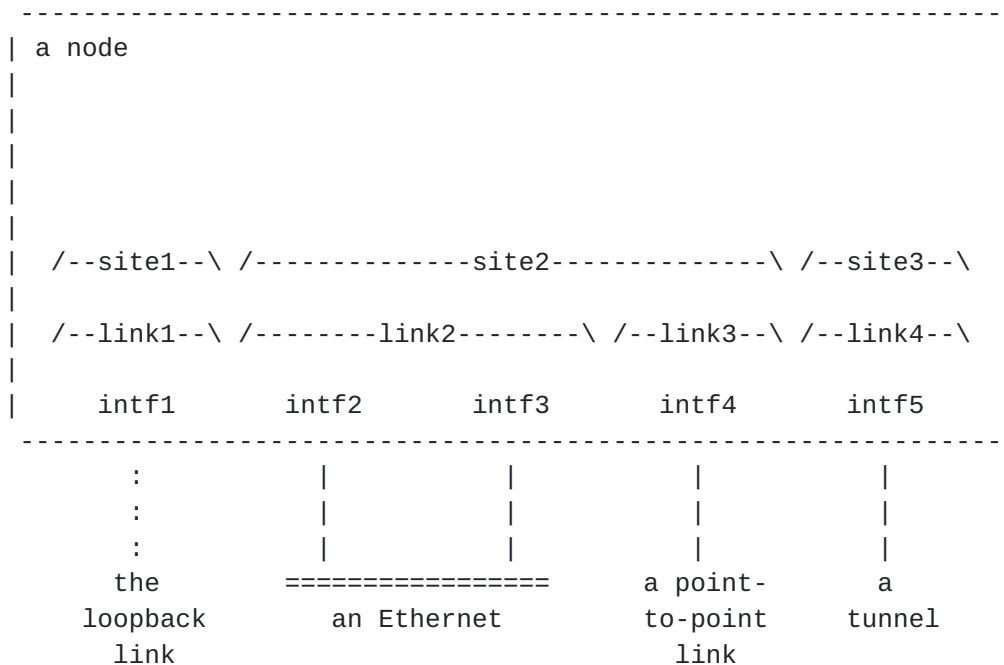 ---------------------------------------------------------------
| a node
|
|
|
|
|
|  /--site1--\ /--------------site2--------------\ /--site3--\
|
|  /--link1--\ /--------link2--------\ /--link3--\ /--link4--\
|
|     intf1       intf2       intf3       intf4       intf5
---------------------------------------------------------------
        :           |           |           |           |
        :           |           |           |           |
        :           |           |           |           |
       the        =================      a point-       a
     loopback        an Ethernet         to-point     tunnel
       link                                link